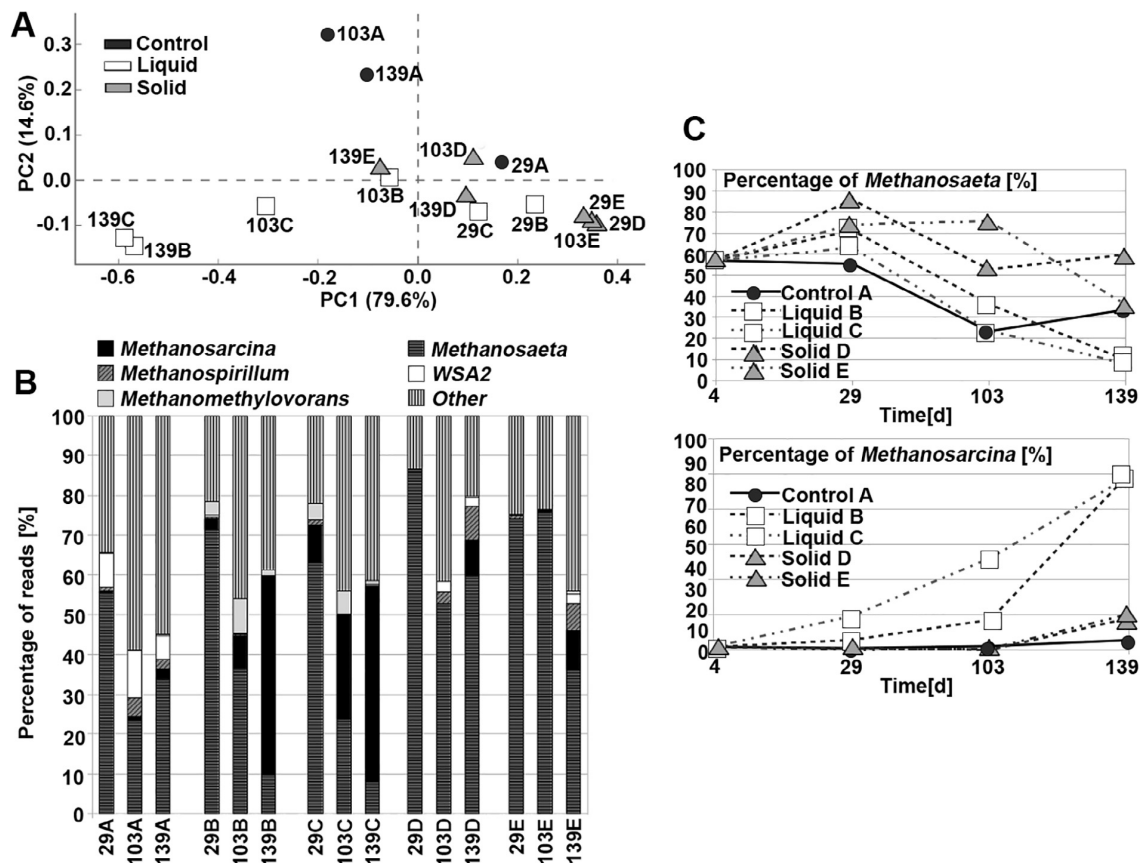 A
Control
Liquid
Solid
PC2 (14.6%)
0.3
0.2
0.1
0.0
-0.1
103A
139A
139E
103D
29A
103B
139D
29E
139C
103C
29C
29B
29D
139B
103E
-0.6 -0.4 -0.2 0.0 0.2 0.4
PC1 (79.6%)
B
Methanosarcina
Methanospirillum
Methanomethylovorans
Methanosaeta
WSA2
Other
Percentage of reads [%]
100
90
80
70
60
50
40
30
20
10
0
29A 103A 139A 29B 103B 139B 29C 103C 139C 29D 103D 139D 29E 103E 139E
C
Percentage of Methanosaeta [%]
100
90
80
70
60
50
40
30
20
10
0
Control A
Liquid B
Liquid C
Solid D
Solid E
4 29 103 139
Time[d]
Percentage of Methanosarcina [%]
100
90
80
70
60
50
40
30
20
10
0
Control A
Liquid B
Liquid C
Solid D
Solid E
4 29 103 139
Time[d]